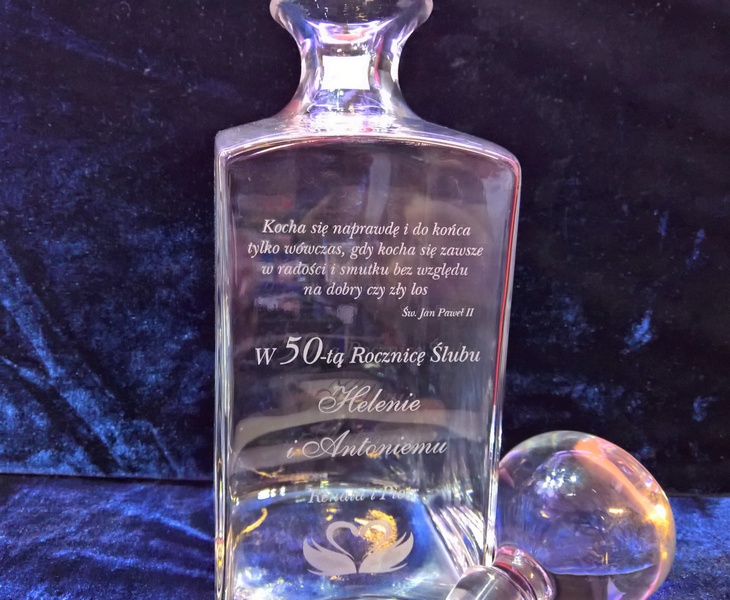 Kocha się naprawdę i do końca
tylko wówczas, gdy kocha się zawsze
w radości i smutku bez względu
na dobry czy zły los
Św. Jan Paweł II
W 50-tą Rocznicę Ślubu
Helenie
i Antoniemu
Renata i